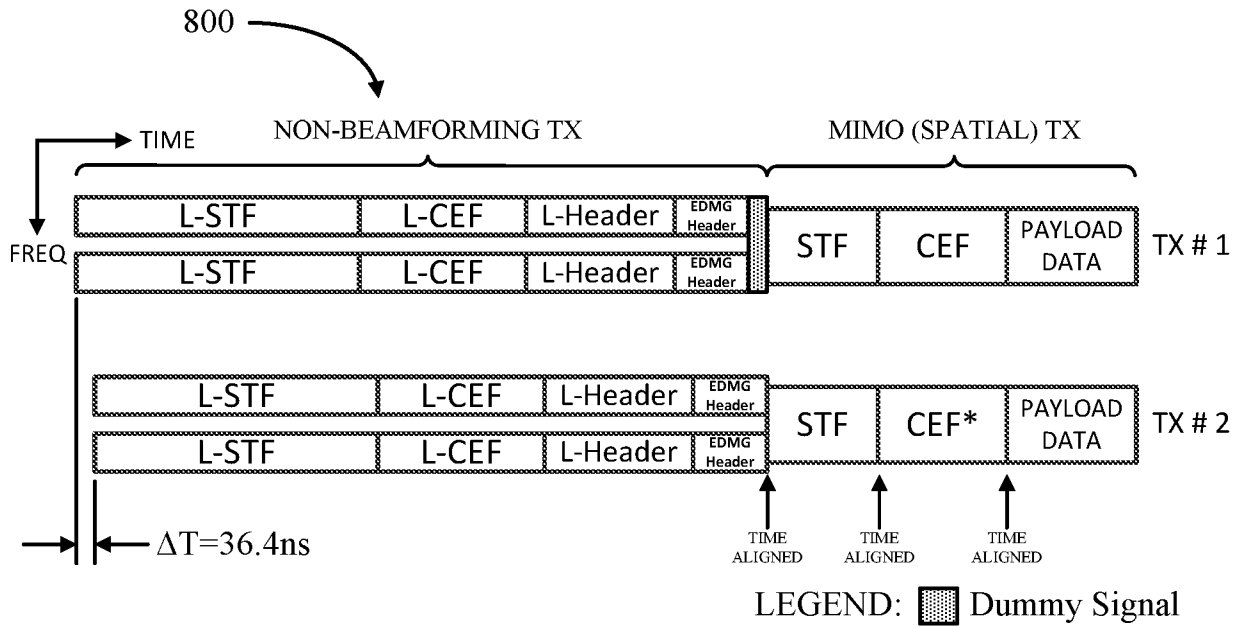 800
NON-BEAMFORMING TX
MIMO (SPATIAL) TX
TIME
FREQ
L-STF L-CEF L-Header EDMG Header
L-STF L-CEF L-Header EDMG Header
STF CEF PAYLOAD DATA
TX # 1
L-STF L-CEF L-Header EDMG Header
L-STF L-CEF L-Header EDMG Header
STF CEF* PAYLOAD DATA
TX # 2
ΔT=36.4ns
TIME ALIGNED
TIME ALIGNED
TIME ALIGNED
LEGEND: Dummy Signal